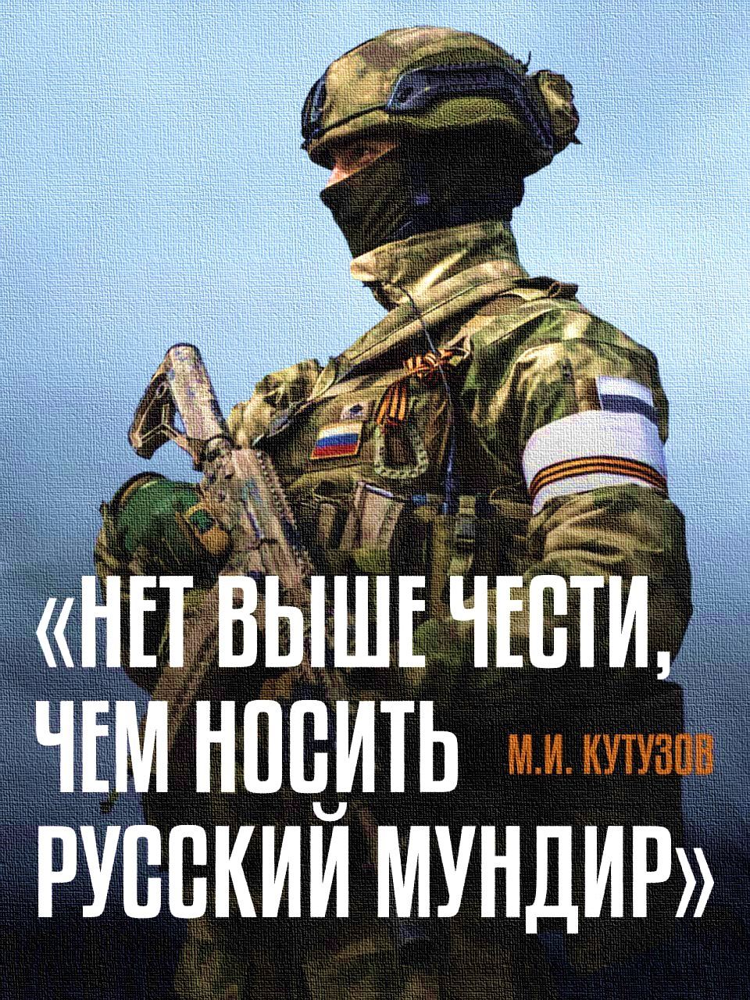 «НЕТ ВЫШЕ ЧЕСТИ,
ЧЕМ НОСИТЬ
М.И. КУТУЗОВ
РУССКИЙ МУНДИР»